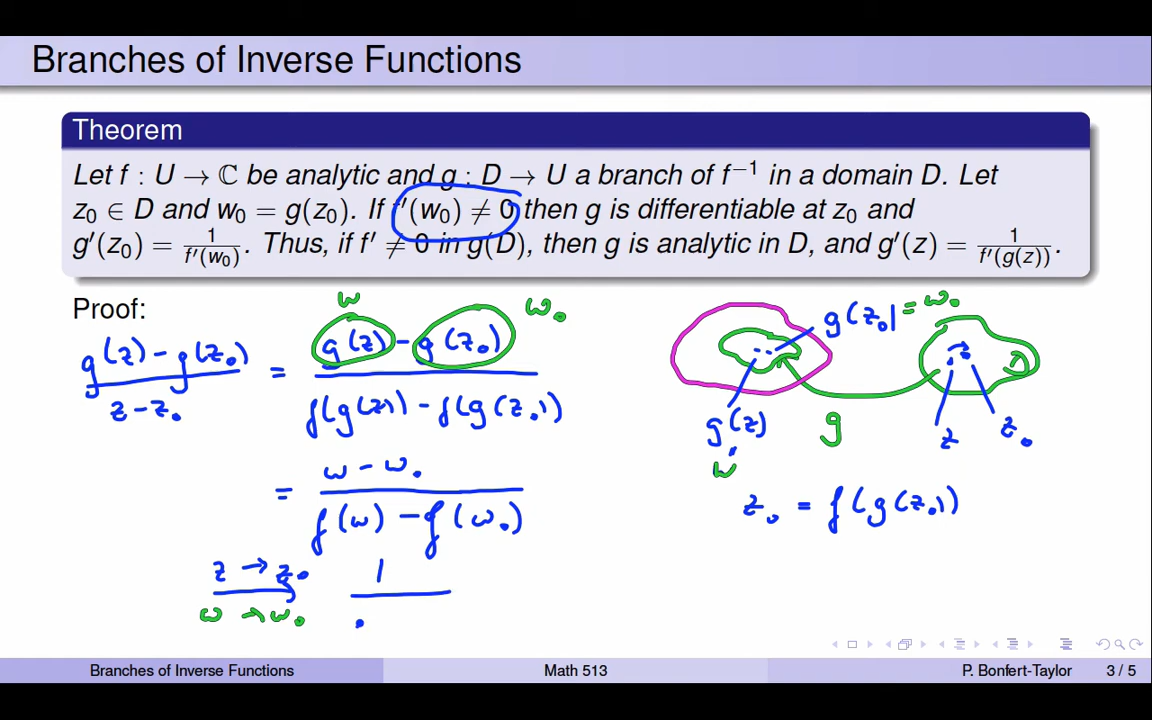 Branches of Inverse Functions
Theorem
Let f : U → ℂ be analytic and g : D → U a branch of f⁻¹ in a domain D. Let
z₀ ∈ D and w₀ = g(z₀). If f′(w₀) ≠ 0 then g is differentiable at z₀ and
g′(z₀) = 1/f′(w₀). Thus, if f′ ≠ 0 in g(D), then g is analytic in D, and g′(z) = 1/f′(g(z)).
Proof:
w w₀
(g(z) − g(z₀))/(z − z₀) = (g(z) − g(z₀))/(f(g(z)) − f(g(z₀)))
= (w − w₀)/(f(w) − f(w₀))
z → z₀ 1
w → w₀
g(z₀) = w₀
D
g(z) g z z₀
w
z₀ = f(g(z₀))
Branches of Inverse Functions Math 513 P. Bonfert-Taylor 3 / 5